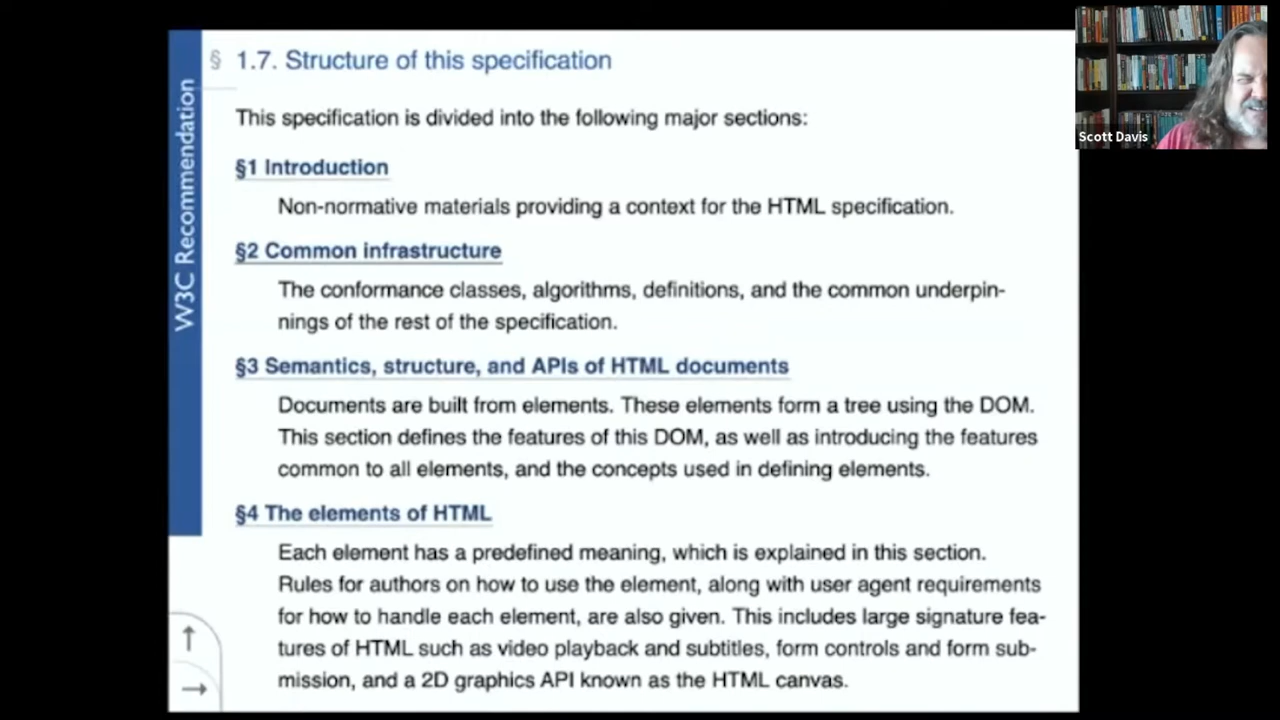 W3C Recommendation
§ 1.7. Structure of this specification
This specification is divided into the following major sections:
§1 Introduction
Non-normative materials providing a context for the HTML specification.
§2 Common infrastructure
The conformance classes, algorithms, definitions, and the common underpin-
nings of the rest of the specification.
§3 Semantics, structure, and APIs of HTML documents
Documents are built from elements. These elements form a tree using the DOM.
This section defines the features of this DOM, as well as introducing the features
common to all elements, and the concepts used in defining elements.
§4 The elements of HTML
Each element has a predefined meaning, which is explained in this section.
Rules for authors on how to use the element, along with user agent requirements
for how to handle each element, are also given. This includes large signature fea-
tures of HTML such as video playback and subtitles, form controls and form sub-
mission, and a 2D graphics API known as the HTML canvas.
Scott Davis